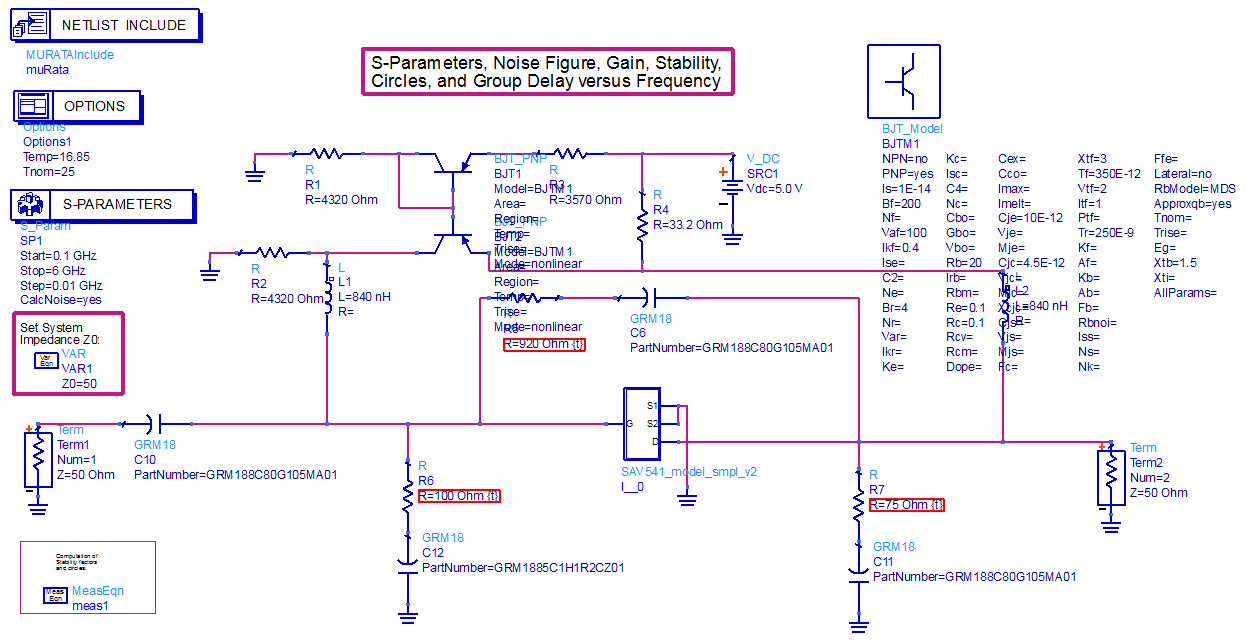 NETLIST INCLUDE
MURATAInclude
muRata
OPTIONS
Options
Options1
Temp=16.85
Tnom=25
S-PARAMETERS
S_Param
SP1
Start=0.1 GHz
Stop=6 GHz
Step=0.01 GHz
CalcNoise=yes
Set System
Impedance Z0:
Var
Eqn
VAR
VAR1
Z0=50
S-Parameters, Noise Figure, Gain, Stability,
Circles, and Group Delay versus Frequency
R
R1
R=4320 Ohm
BJT_PNP
BJT1
Model=BJTM1
Area=
Region=
Temp=
Trise=
Mode=nonlinear
R
R3
R=3570 Ohm
R
R4
R=33.2 Ohm
V_DC
SRC1
Vdc=5.0 V
R
R2
R=4320 Ohm
L
L1
L=840 nH
R=
BJT_PNP
BJT2
Model=BJTM1
Area=
Region=
Temp=
Trise=
Mode=nonlinear
R=920 Ohm {t}
GRM18
C6
PartNumber=GRM188C80G105MA01
L2
L=840 nH
R=
BJT_Model
BJTM1
NPN=no
PNP=yes
Is=1E-14
Bf=200
Nf=
Vaf=100
Ikf=0.4
Ise=
C2=
Ne=
Br=4
Nr=
Var=
Ikr=
Ke=
Kc=
Isc=
C4=
Nc=
Cbo=
Gbo=
Vbo=
Rb=20
Irb=
Rbm=
Re=0.1
Rc=0.1
Rcv=
Rcm=
Dope=
Cex=
Cco=
Imax=
Imelt=
Cje=10E-12
Vje=
Mje=
Cjc=4.5E-12
Vjc=
Mjc=
Xcjc=
Cjs=
Vjs=
Mjs=
Fc=
Xtf=3
Tf=350E-12
Vtf=2
Itf=1
Ptf=
Tr=250E-9
Kf=
Af=
Kb=
Ab=
Fb=
Rbnoi=
Iss=
Ns=
Nk=
Ffe=
Lateral=no
RbModel=MDS
Approxqb=yes
Tnom=
Trise=
Eg=
Xtb=1.5
Xti=
AllParams=
Term
Term1
Num=1
Z=50 Ohm
GRM18
C10
PartNumber=GRM188C80G105MA01
R
R6
R=100 Ohm {t}
GRM18
C12
PartNumber=GRM1885C1H1R2CZ01
G
S1
S2
D
SAV541_model_smpl_v2
I__0
R
R7
R=75 Ohm {t}
GRM18
C11
PartNumber=GRM188C80G105MA01
Term
Term2
Num=2
Z=50 Ohm
Computation of
Stability factors
and circles.
Meas
Eqn
MeasEqn
meas1